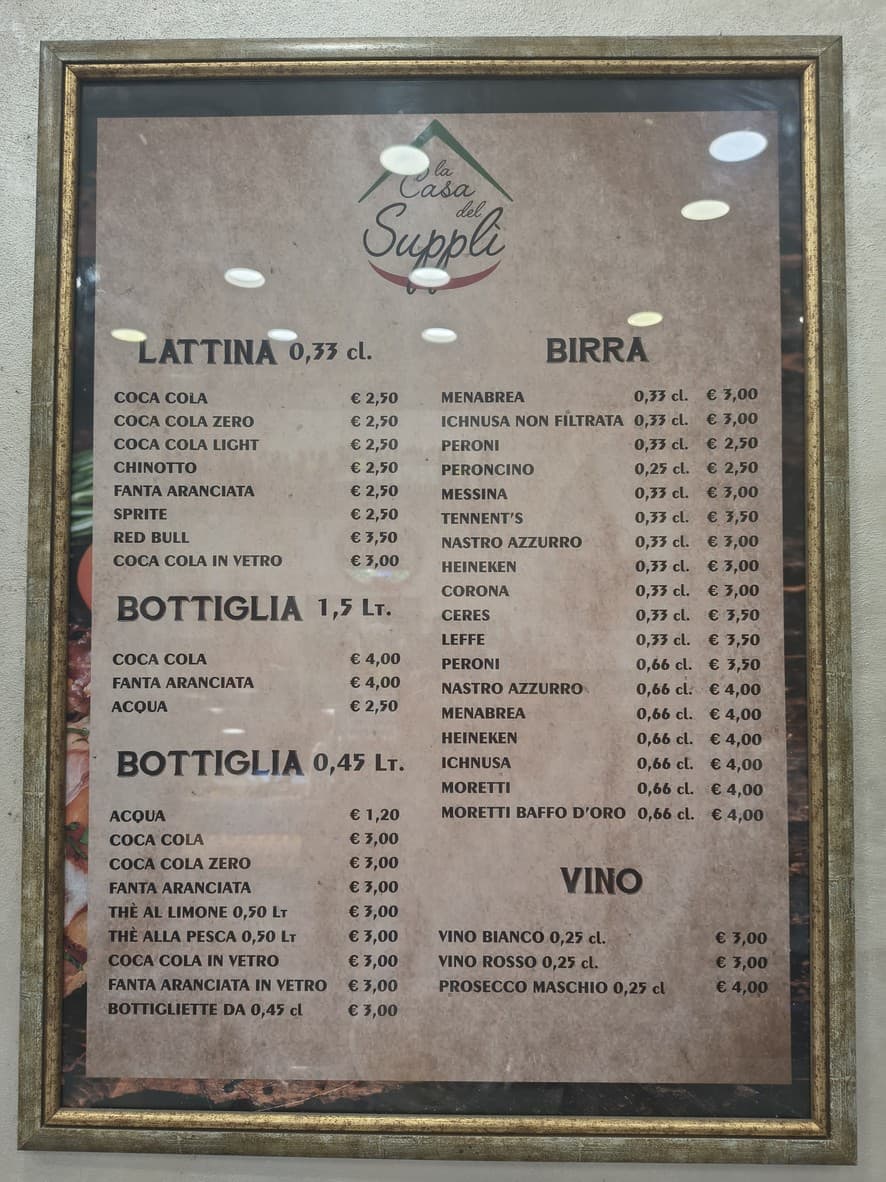 la
Casa
del
Supplì
LATTINA 0,33 cl.
COCA COLA € 2,50
COCA COLA ZERO € 2,50
COCA COLA LIGHT € 2,50
CHINOTTO € 2,50
FANTA ARANCIATA € 2,50
SPRITE € 2,50
RED BULL € 3,50
COCA COLA IN VETRO € 3,00
BOTTIGLIA 1,5 LT.
COCA COLA € 4,00
FANTA ARANCIATA € 4,00
ACQUA € 2,50
BOTTIGLIA 0,45 LT.
ACQUA € 1,20
COCA COLA € 3,00
COCA COLA ZERO € 3,00
FANTA ARANCIATA € 3,00
THÈ AL LIMONE 0,50 LT € 3,00
THÈ ALLA PESCA 0,50 LT € 3,00
COCA COLA IN VETRO € 3,00
FANTA ARANCIATA IN VETRO € 3,00
BOTTIGLIETTE DA 0,45 cl € 3,00
BIRRA
MENABREA 0,33 cl. € 3,00
ICHNUSA NON FILTRATA 0,33 cl. € 3,00
PERONI 0,33 cl. € 2,50
PERONCINO 0,25 cl. € 2,50
MESSINA 0,33 cl. € 3,00
TENNENT'S 0,33 cl. € 3,50
NASTRO AZZURRO 0,33 cl. € 3,00
HEINEKEN 0,33 cl. € 3,00
CORONA 0,33 cl. € 3,00
CERES 0,33 cl. € 3,50
LEFFE 0,33 cl. € 3,50
PERONI 0,66 cl. € 3,50
NASTRO AZZURRO 0,66 cl. € 4,00
MENABREA 0,66 cl. € 4,00
HEINEKEN 0,66 cl. € 4,00
ICHNUSA 0,66 cl. € 4,00
MORETTI 0,66 cl. € 4,00
MORETTI BAFFO D'ORO 0,66 cl. € 4,00
VINO
VINO BIANCO 0,25 cl. € 3,00
VINO ROSSO 0,25 cl. € 3,00
PROSECCO MASCHIO 0,25 cl € 4,00